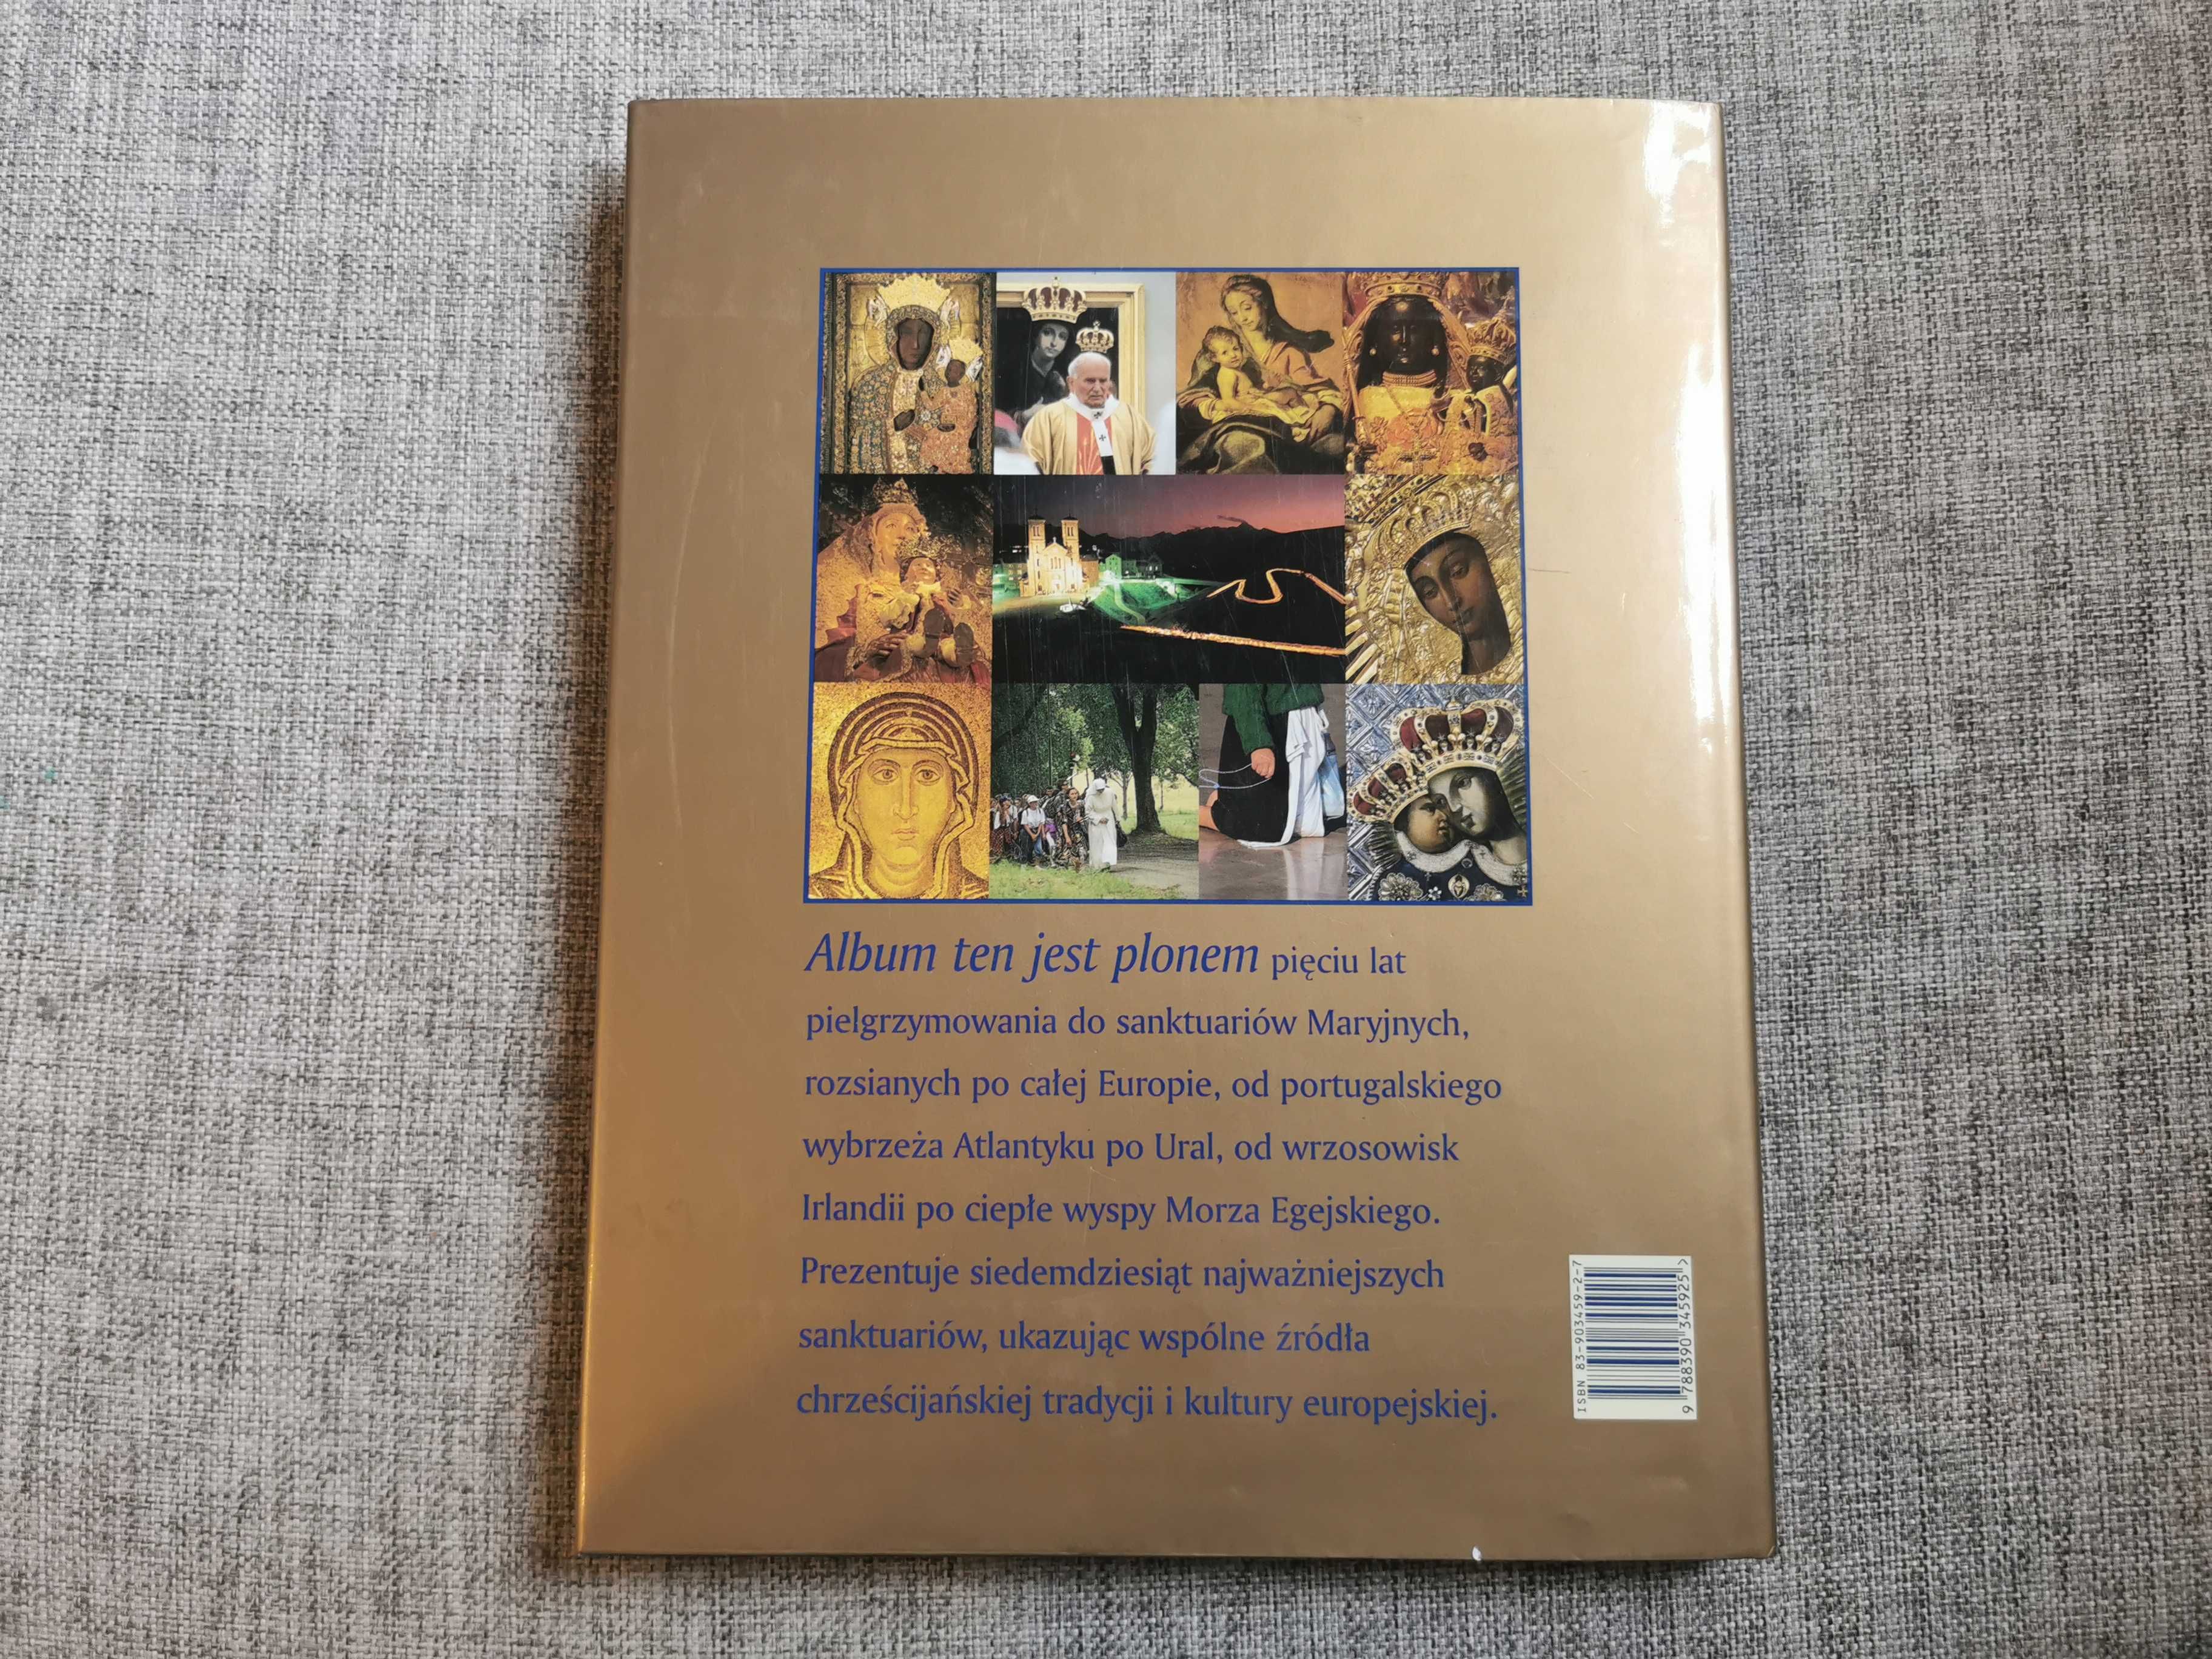 Album ten jest plonem pięciu lat
pielgrzymowania do sanktuariów Maryjnych,
rozsianych po całej Europie, od portugalskiego
wybrzeża Atlantyku po Ural, od wrzosowisk
Irlandii po ciepłe wyspy Morza Egejskiego.
Prezentuje siedemdziesiąt najważniejszych
sanktuariów, ukazując wspólne źródła
chrześcijańskiej tradycji i kultury europejskiej.
ISBN 83-903459-2-7
9 788390 345925 >